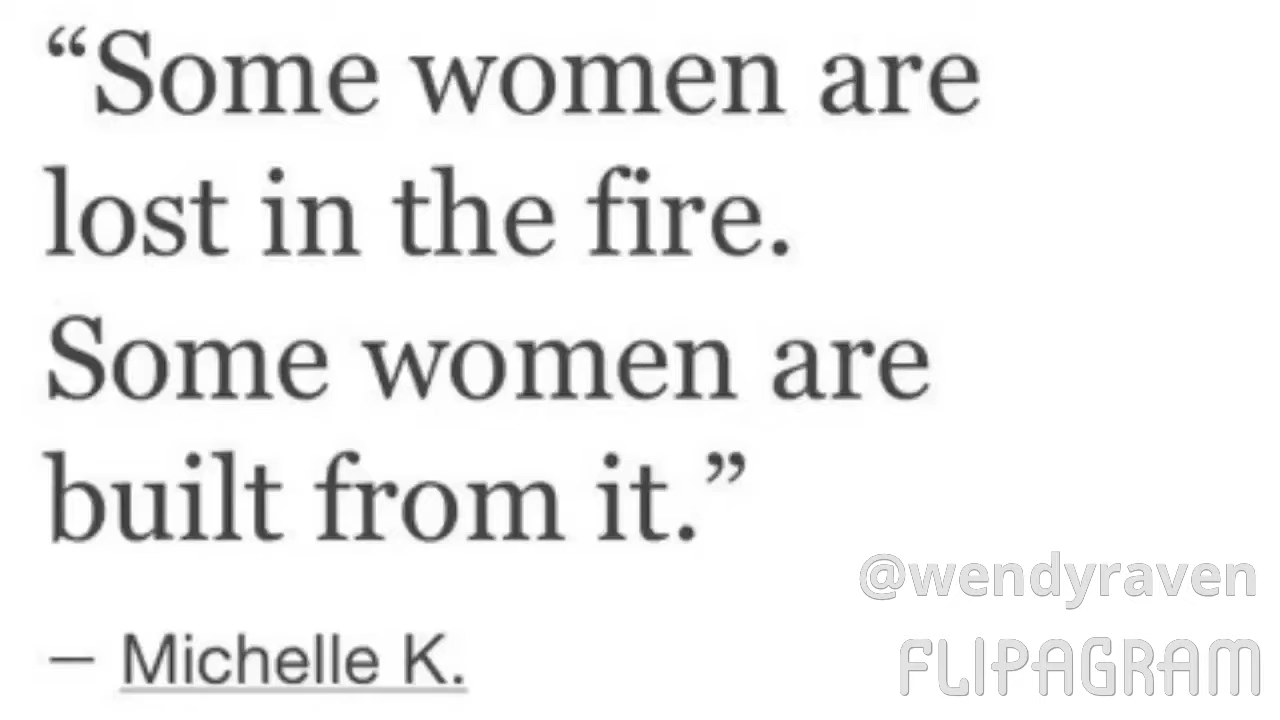 “Some women are
lost in the fire.
Some women are
built from it.”
— Michelle K.
@wendyraven
FLIPAGRAM